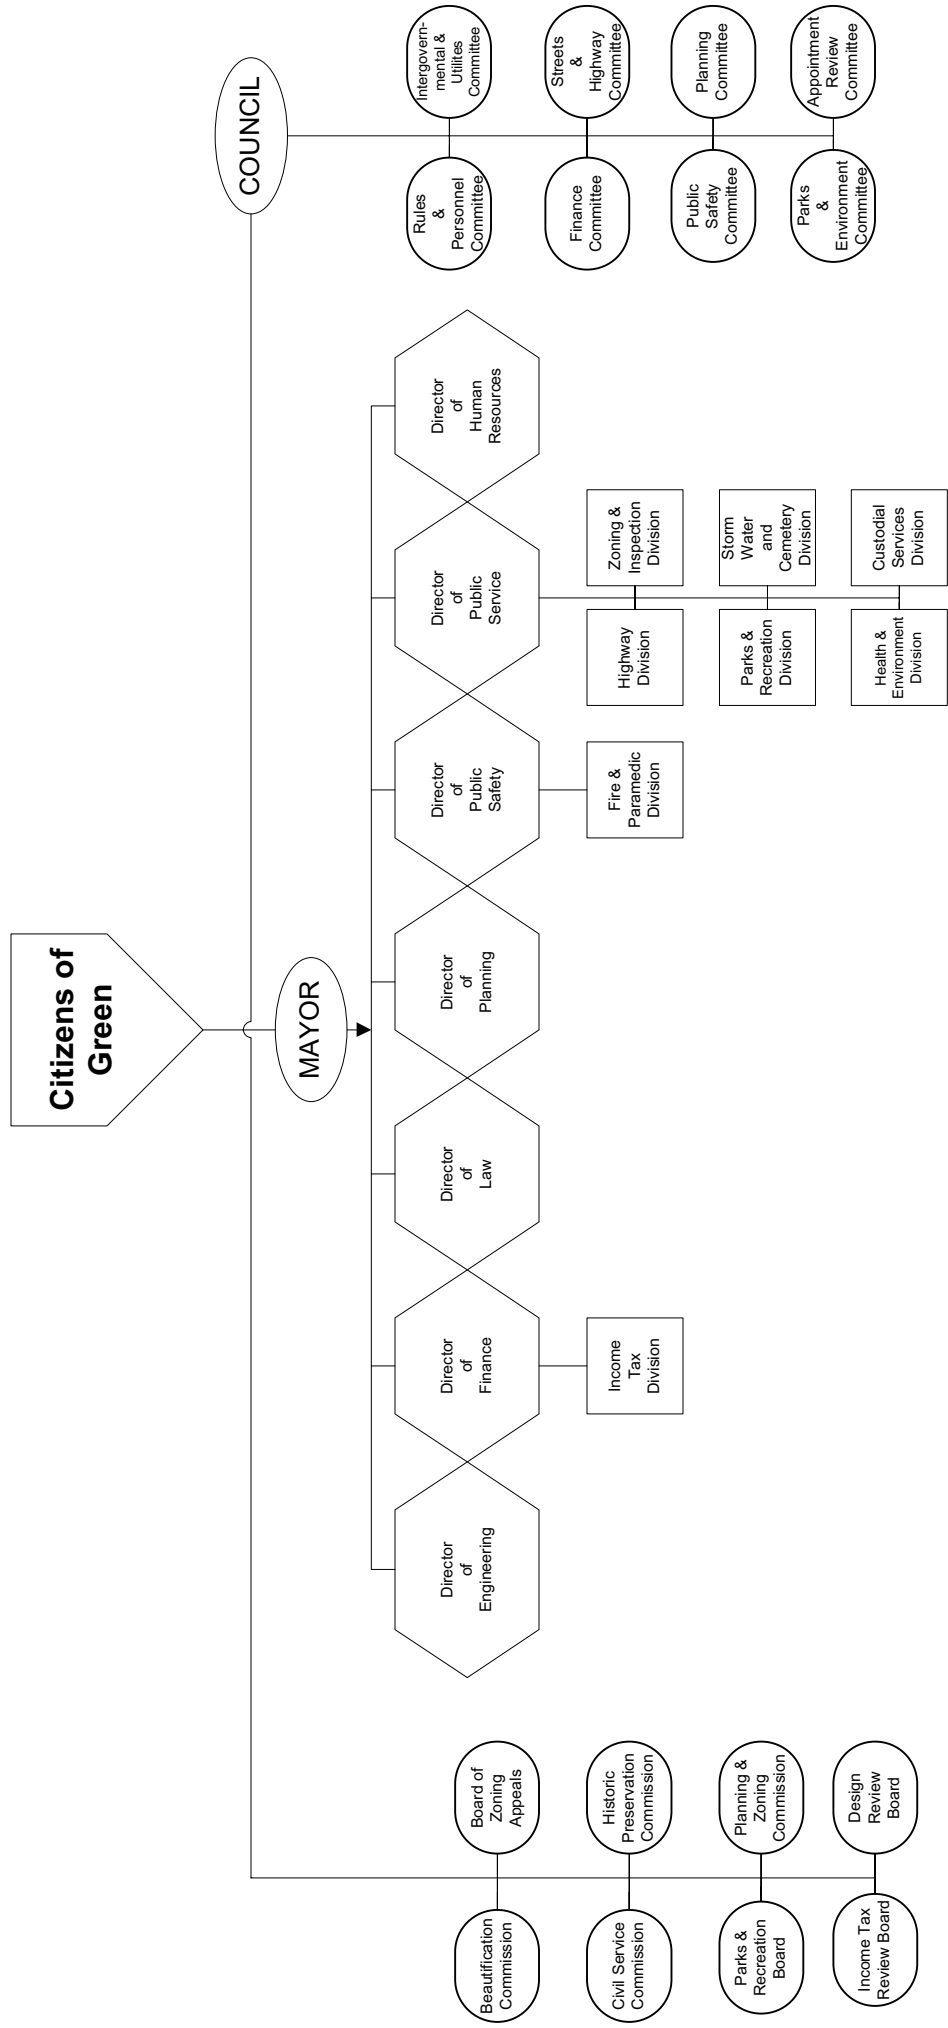 Citizens of
Green
MAYOR
COUNCIL
Director
of
Engineering
Director
of
Finance
Director
of
Law
Director
of
Planning
Director
of
Public
Safety
Director
of
Public
Service
Director
of
Human
Resources
Income
Tax
Division
Fire &
Paramedic
Division
Highway
Division
Zoning &
Inspection
Division
Parks &
Recreation
Division
Storm
Water
and
Cemetery
Division
Health &
Environment
Division
Custodial
Services
Division
Beautification
Commission
Board of
Zoning
Appeals
Civil Service
Commission
Historic
Preservation
Commission
Parks &
Recreation
Board
Planning &
Zoning
Commission
Income Tax
Review Board
Design
Review
Board
Rules
&
Personnel
Committee
Intergovern-
mental &
Utilites
Committee
Finance
Committee
Streets
&
Highway
Committee
Public
Safety
Committee
Planning
Committee
Parks
&
Environment
Committee
Appointment
Review
Committee